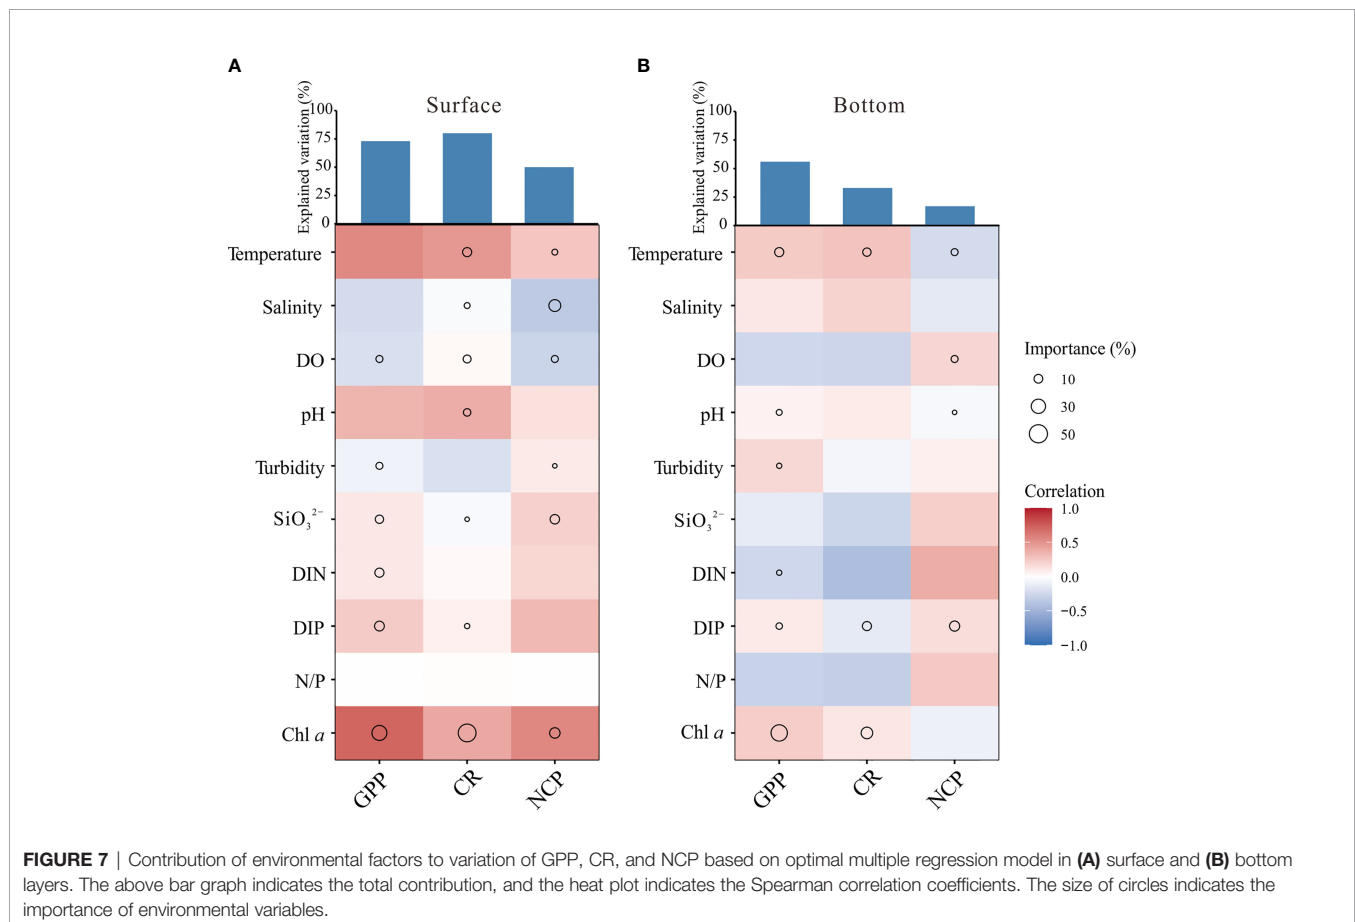 A
Surface
Explained variation (%)
100
75
50
25
0
Temperature
Salinity
DO
pH
Turbidity
SiO₃²⁻
DIN
DIP
N/P
Chl a
GPP
CR
NCP
B
Bottom
Explained variation (%)
100
75
50
25
0
Temperature
Salinity
DO
pH
Turbidity
SiO₃²⁻
DIN
DIP
N/P
Chl a
GPP
CR
NCP
Importance (%)
10
30
50
Correlation
1.0
0.5
0.0
−0.5
−1.0
FIGURE 7 | Contribution of environmental factors to variation of GPP, CR, and NCP based on optimal multiple regression model in (A) surface and (B) bottom
layers. The above bar graph indicates the total contribution, and the heat plot indicates the Spearman correlation coefficients. The size of circles indicates the
importance of environmental variables.